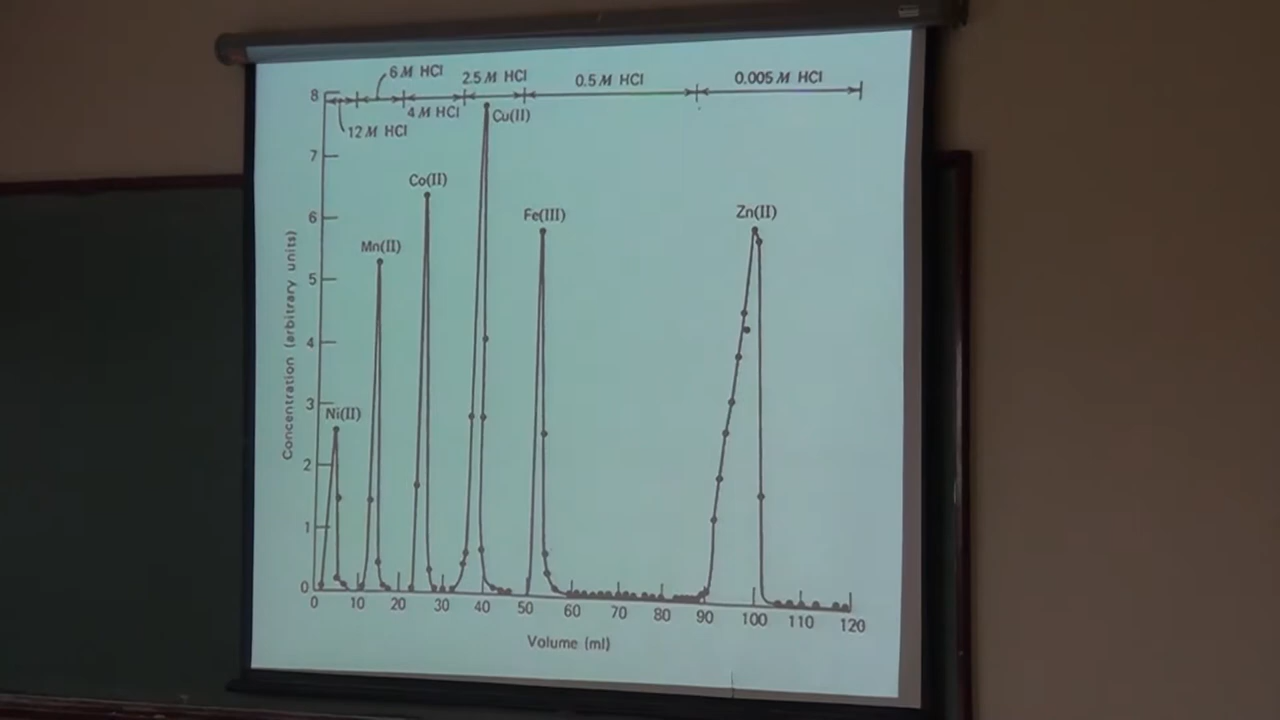 6 M HCl
2.5 M HCl
0.5 M HCl
0.005 M HCl
12 M HCl
4 M HCl
Cu(II)
Co(II)
Mn(II)
Fe(III)
Zn(II)
Ni(II)
8
7
6
5
4
3
2
1
0
Concentration (arbitrary units)
0 10 20 30 40 50 60 70 80 90 100 110 120
Volume (ml)